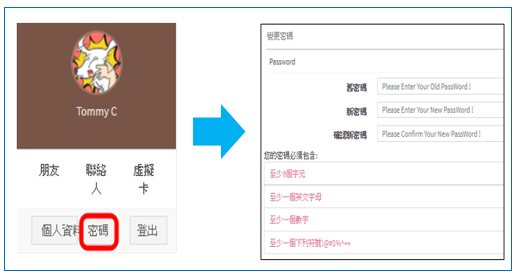 Tommy C
朋友 聯絡人 虛擬卡
個人資料 密碼 登出
變更密碼
Password
舊密碼 Please Enter Your Old PassWord !
新密碼 Please Enter Your New PassWord !
確認新密碼 Please Confirm Your New PassWord !
您的密碼必須包含:
至少8個字元
至少一個英文字母
至少一個數字
至少一個下列符號!@#$%^~=